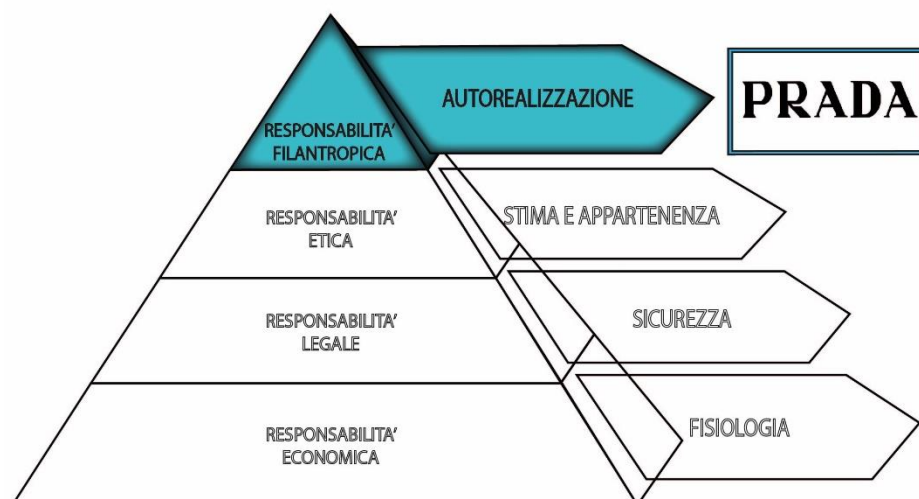 AUTOREALIZZAZIONE
PRADA
RESPONSABILITA'
FILANTROPICA
RESPONSABILITA'
ETICA
STIMA E APPARTENENZA
RESPONSABILITA'
LEGALE
SICUREZZA
RESPONSABILITA'
ECONOMICA
FISIOLOGIA